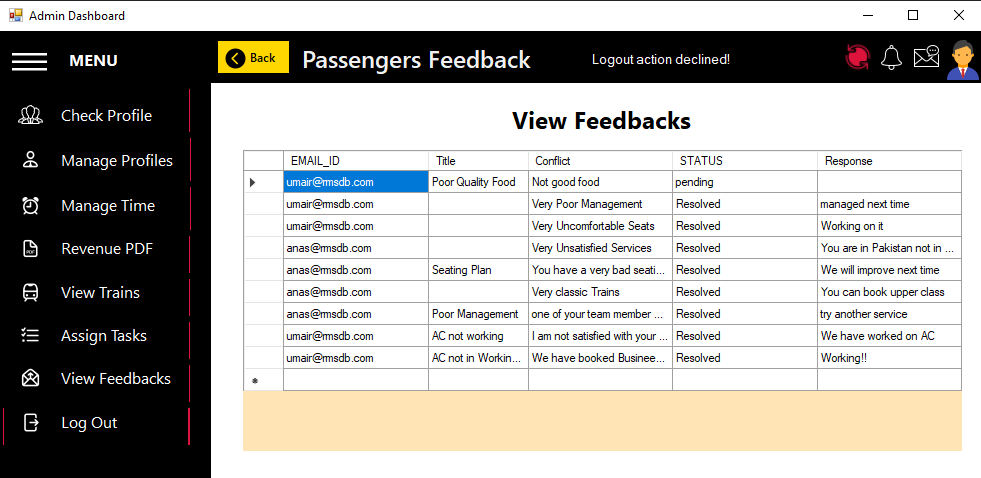 Admin Dashboard
MENU
Back
Passengers Feedback
Logout action declined!
Check Profile
Manage Profiles
Manage Time
PDF
Revenue PDF
View Trains
Assign Tasks
View Feedbacks
Log Out
View Feedbacks
EMAIL_ID Title Conflict STATUS Response
umair@rmsdb.com Poor Quality Food Not good food pending
umair@rmsdb.com Very Poor Management Resolved managed next time
umair@rmsdb.com Very Uncomfortable Seats Resolved Working on it
anas@rmsdb.com Very Unsatisfied Services Resolved You are in Pakistan not in ...
anas@rmsdb.com Seating Plan You have a very bad seati... Resolved We will improve next time
anas@rmsdb.com Very classic Trains Resolved You can book upper class
anas@rmsdb.com Poor Management one of your team member ... Resolved try another service
umair@rmsdb.com AC not working I am not satisfied with your ... Resolved We have worked on AC
umair@rmsdb.com AC not in Workin... We have booked Businee... Resolved Working!!